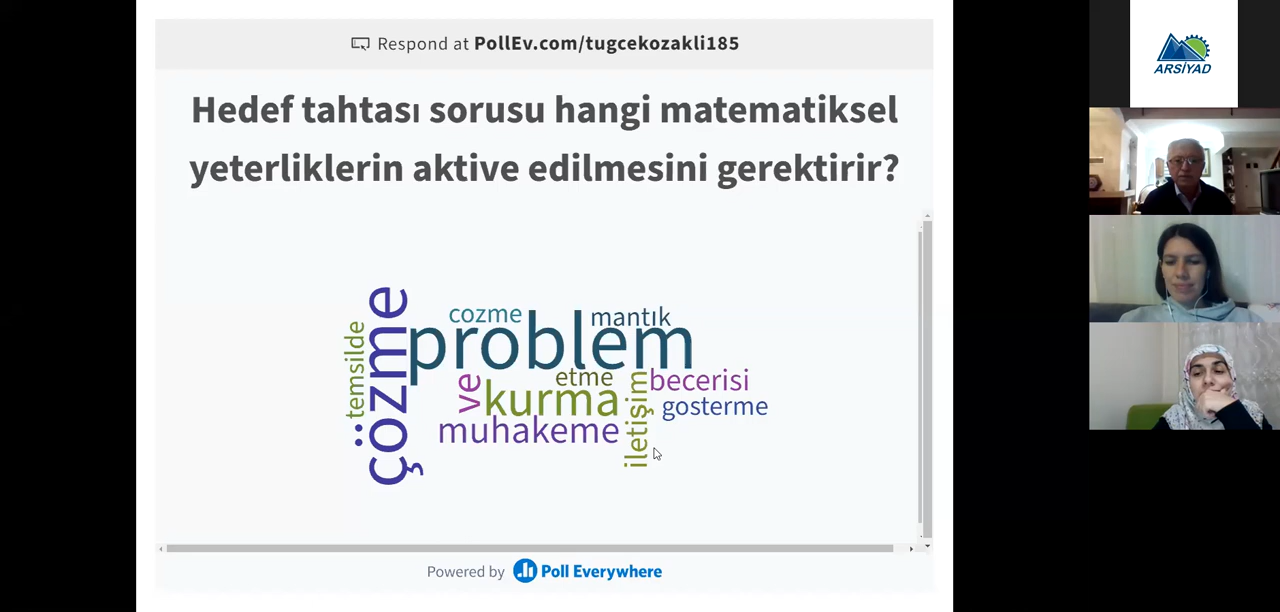 Respond at PollEv.com/tugcekozakli185
Hedef tahtası sorusu hangi matematiksel
yeterliklerin aktive edilmesini gerektirir?
çözme
temsilde
cozme
problem
mantık
ve
kurma
etme
muhakeme
iletişim
becerisi
gosterme
Powered by Poll Everywhere
ARSİYAD